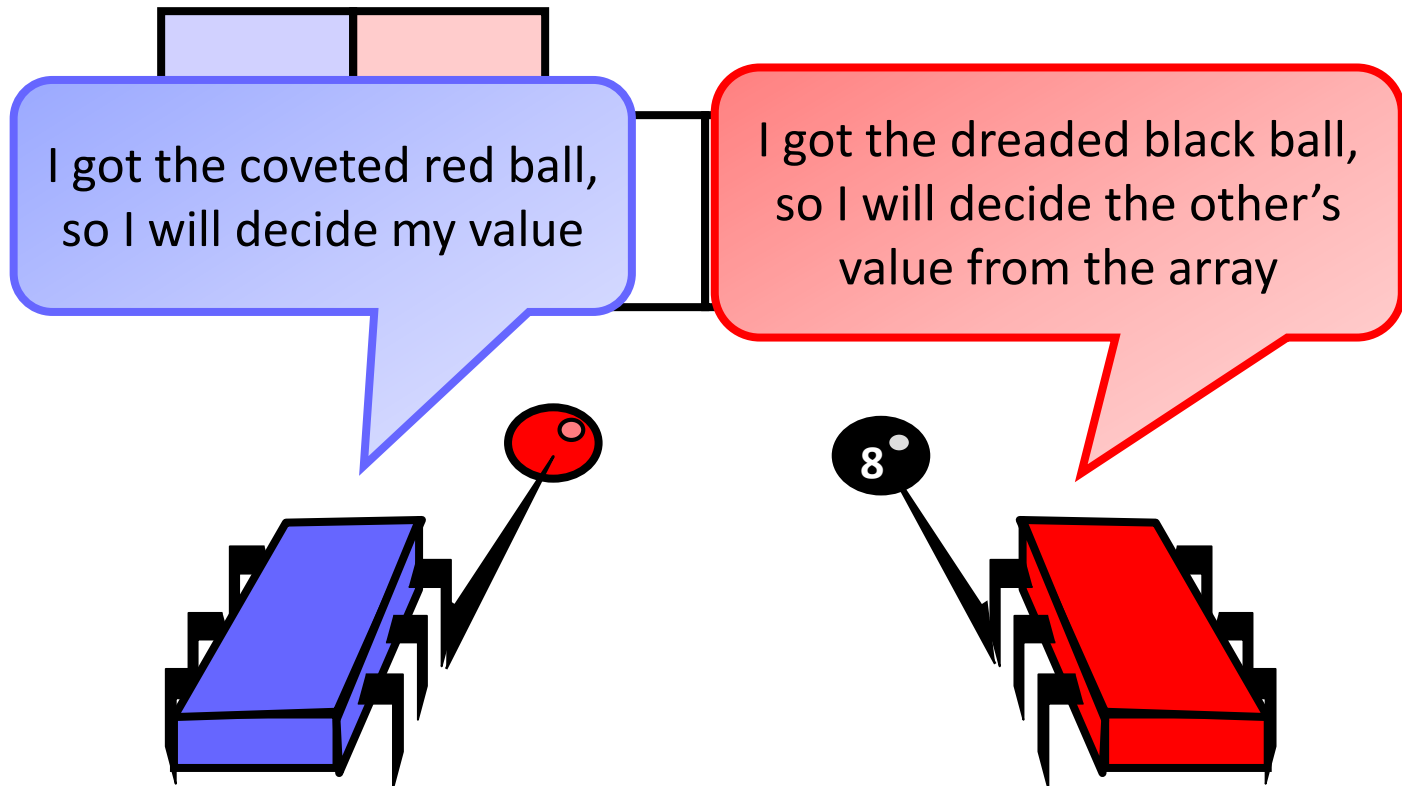 I got the coveted red ball,
so I will decide my value
I got the dreaded black ball,
so I will decide the other’s
value from the array
8